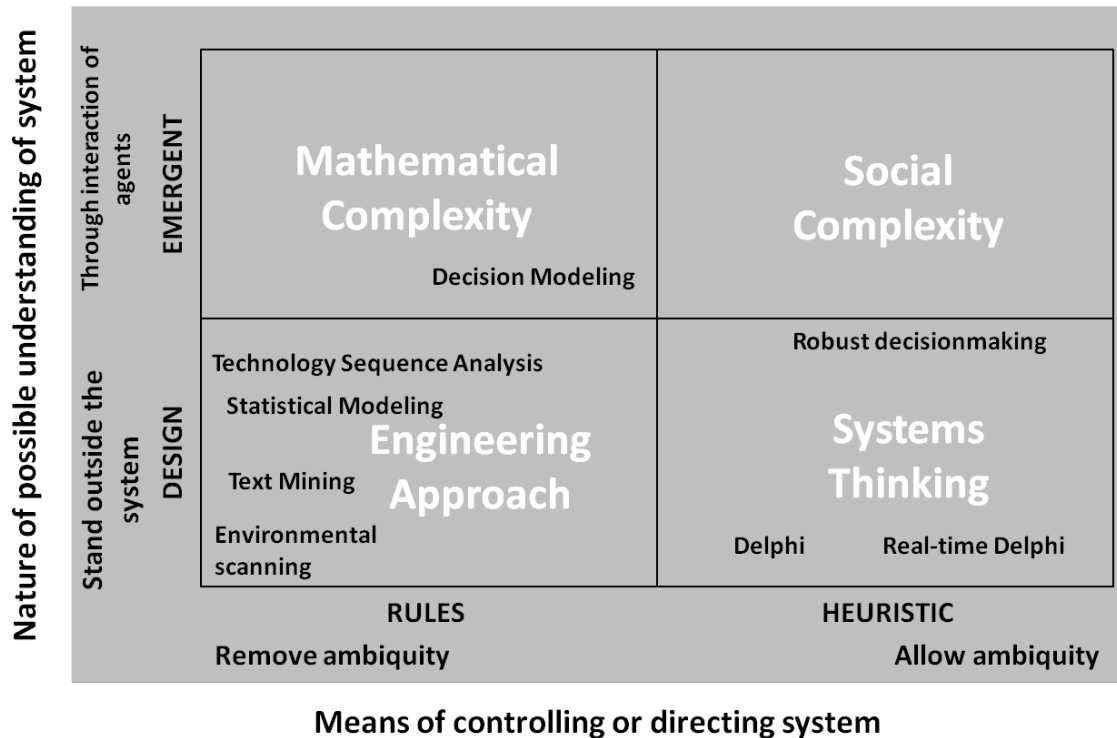 Nature of possible understanding of system
Through interaction of
agents
EMERGENT
Stand outside the
system
DESIGN
Mathematical
Complexity
Decision Modeling
Social
Complexity
Technology Sequence Analysis
Statistical Modeling
Engineering
Approach
Text Mining
Environmental
scanning
Robust decisionmaking
Systems
Thinking
Delphi
Real-time Delphi
RULES
HEURISTIC
Remove ambiquity
Allow ambiquity
Means of controlling or directing system